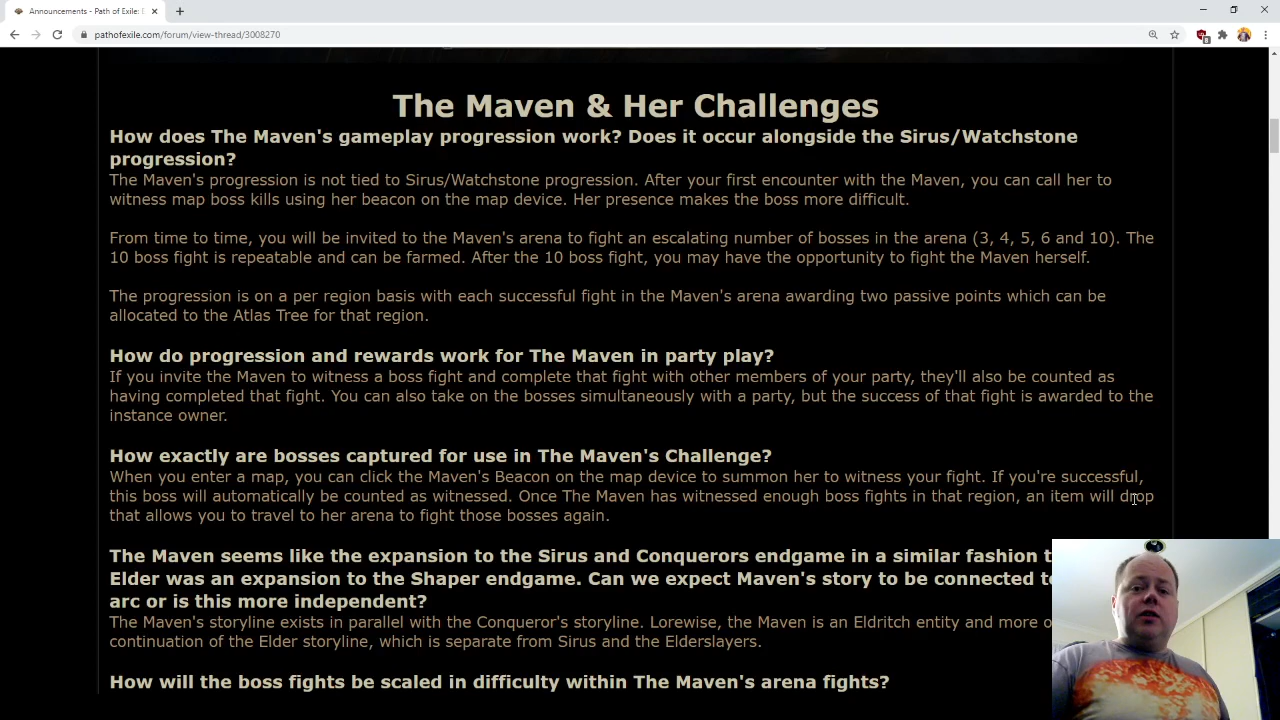 Announcements - Path of Exile: E
pathofexile.com/forum/view-thread/3008270
The Maven & Her Challenges
How does The Maven's gameplay progression work? Does it occur alongside the Sirus/Watchstone
progression?
The Maven's progression is not tied to Sirus/Watchstone progression. After your first encounter with the Maven, you can call her to
witness map boss kills using her beacon on the map device. Her presence makes the boss more difficult.
From time to time, you will be invited to the Maven's arena to fight an escalating number of bosses in the arena (3, 4, 5, 6 and 10). The
10 boss fight is repeatable and can be farmed. After the 10 boss fight, you may have the opportunity to fight the Maven herself.
The progression is on a per region basis with each successful fight in the Maven's arena awarding two passive points which can be
allocated to the Atlas Tree for that region.
How do progression and rewards work for The Maven in party play?
If you invite the Maven to witness a boss fight and complete that fight with other members of your party, they'll also be counted as
having completed that fight. You can also take on the bosses simultaneously with a party, but the success of that fight is awarded to the
instance owner.
How exactly are bosses captured for use in The Maven's Challenge?
When you enter a map, you can click the Maven's Beacon on the map device to summon her to witness your fight. If you're successful,
this boss will automatically be counted as witnessed. Once The Maven has witnessed enough boss fights in that region, an item will drop
that allows you to travel to her arena to fight those bosses again.
The Maven seems like the expansion to the Sirus and Conquerors endgame in a similar fashion t
Elder was an expansion to the Shaper endgame. Can we expect Maven's story to be connected t
arc or is this more independent?
The Maven's storyline exists in parallel with the Conqueror's storyline. Lorewise, the Maven is an Eldritch entity and more o
continuation of the Elder storyline, which is separate from Sirus and the Elderslayers.
How will the boss fights be scaled in difficulty within The Maven's arena fights?